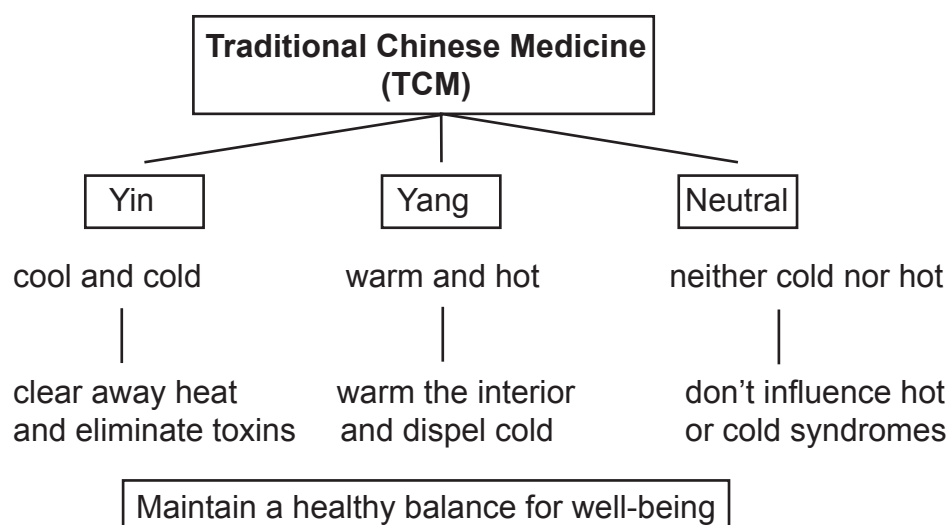 Traditional Chinese Medicine
(TCM)
Yin
Yang
Neutral
cool and cold
warm and hot
neither cold nor hot
clear away heat
and eliminate toxins
warm the interior
and dispel cold
don’t influence hot
or cold syndromes
Maintain a healthy balance for well-being